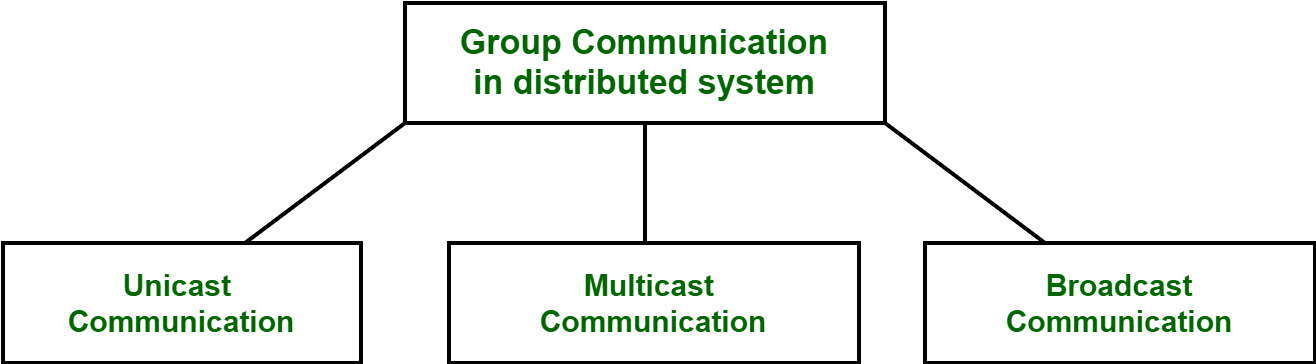 Group Communication
in distributed system
Unicast
Communication
Multicast
Communication
Broadcast
Communication